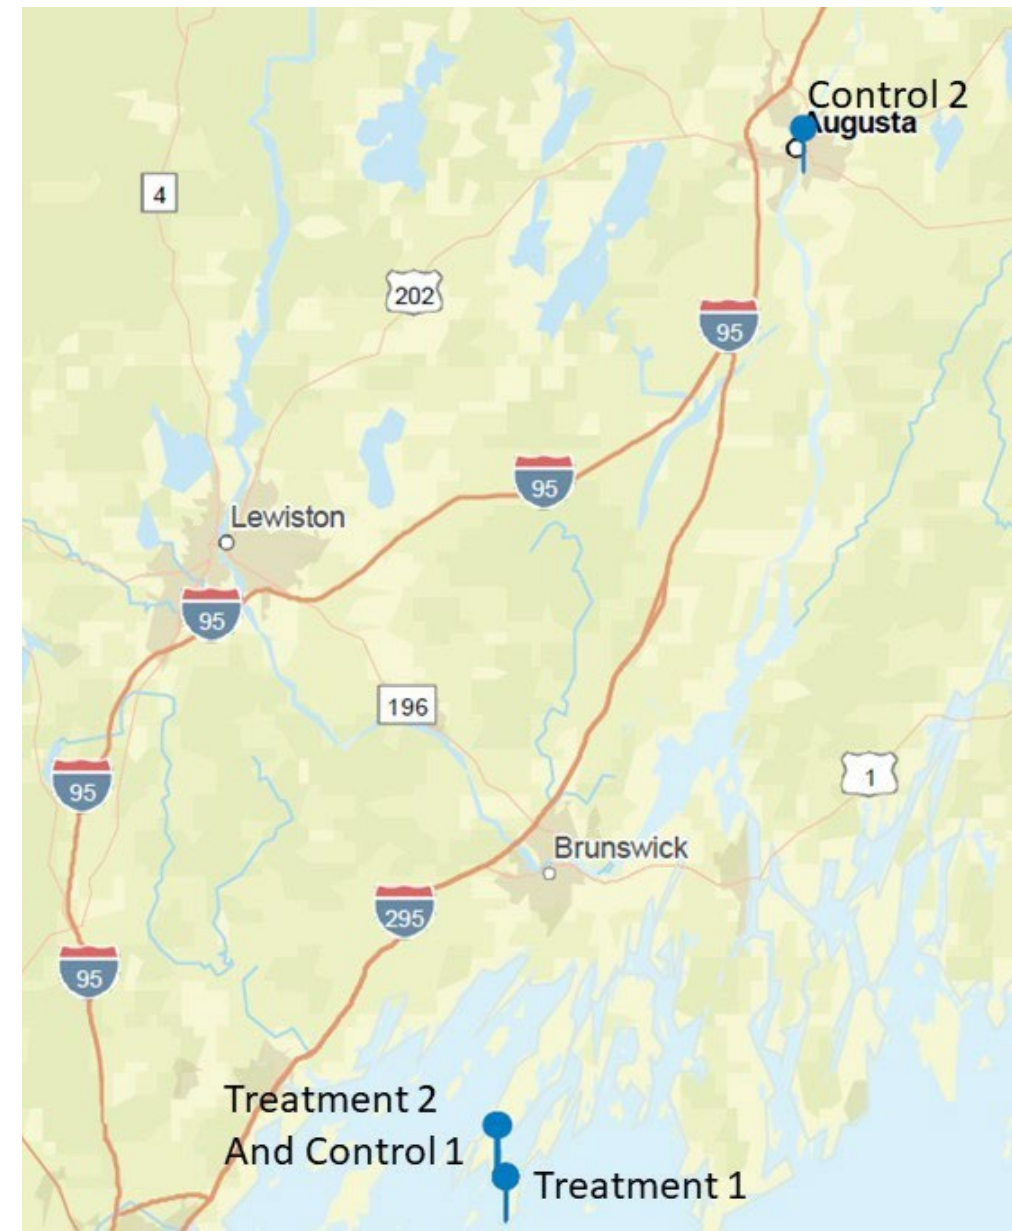 Control 2
Augusta
4
202
95
95
Lewiston
95
196
95
1
Brunswick
295
95
Treatment 2
And Control 1
Treatment 1